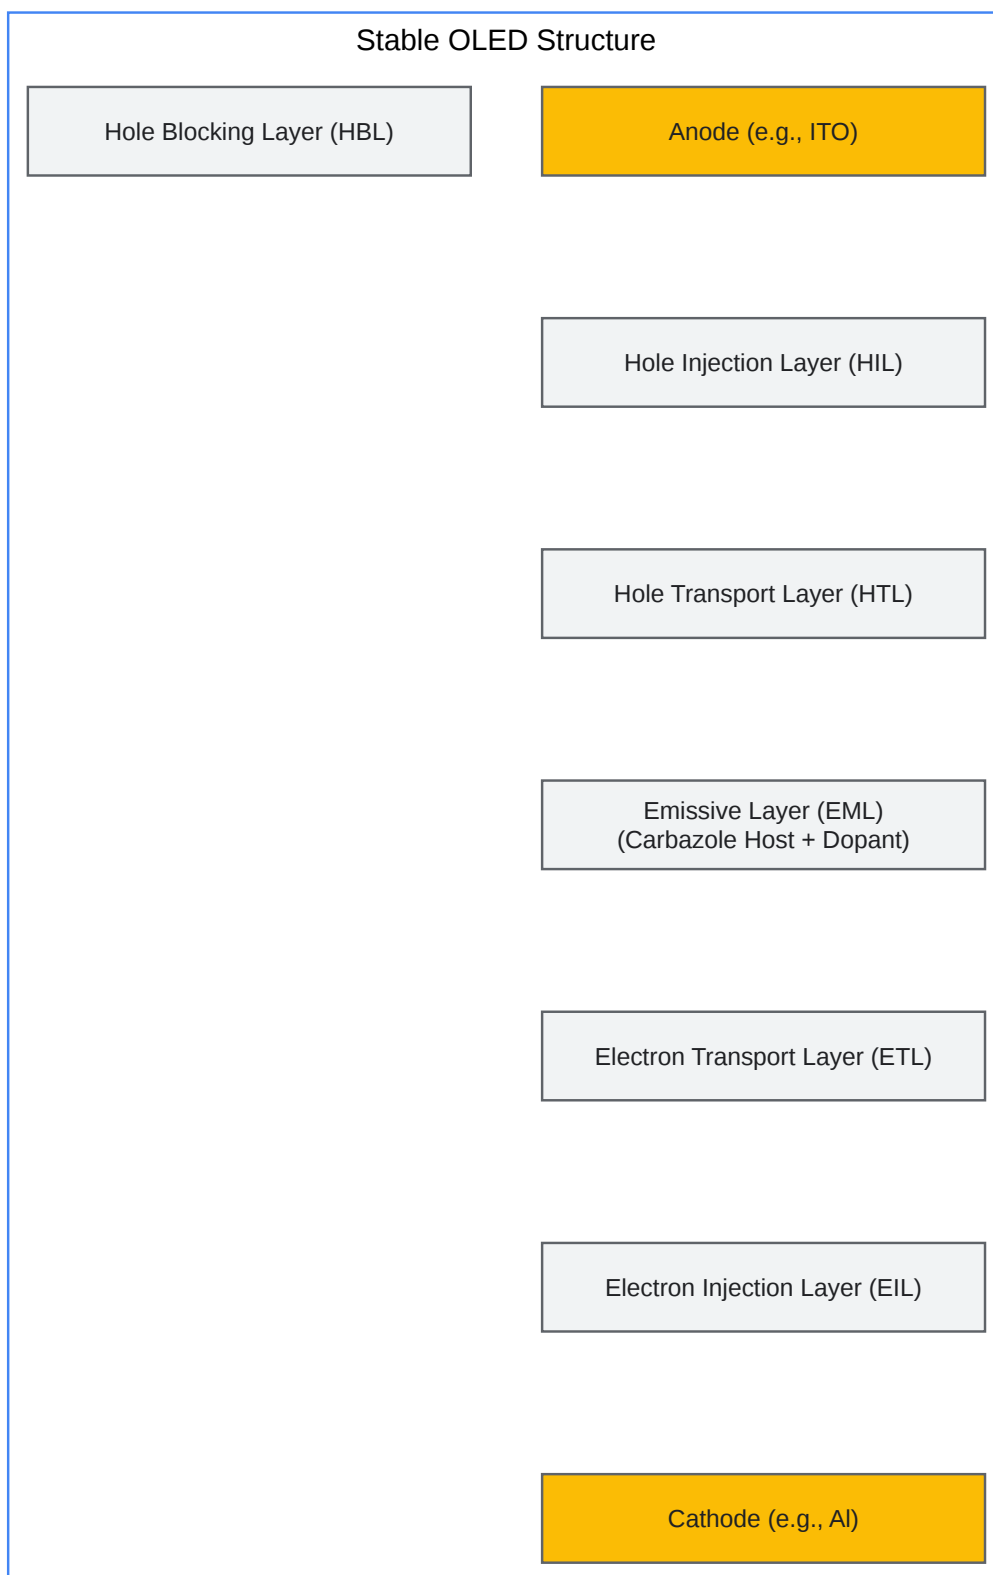 Stable OLED Structure
Hole Blocking Layer (HBL)
Anode (e.g., ITO)
Hole Injection Layer (HIL)
Hole Transport Layer (HTL)
Emissive Layer (EML)
(Carbazole Host + Dopant)
Electron Transport Layer (ETL)
Electron Injection Layer (EIL)
Cathode (e.g., Al)